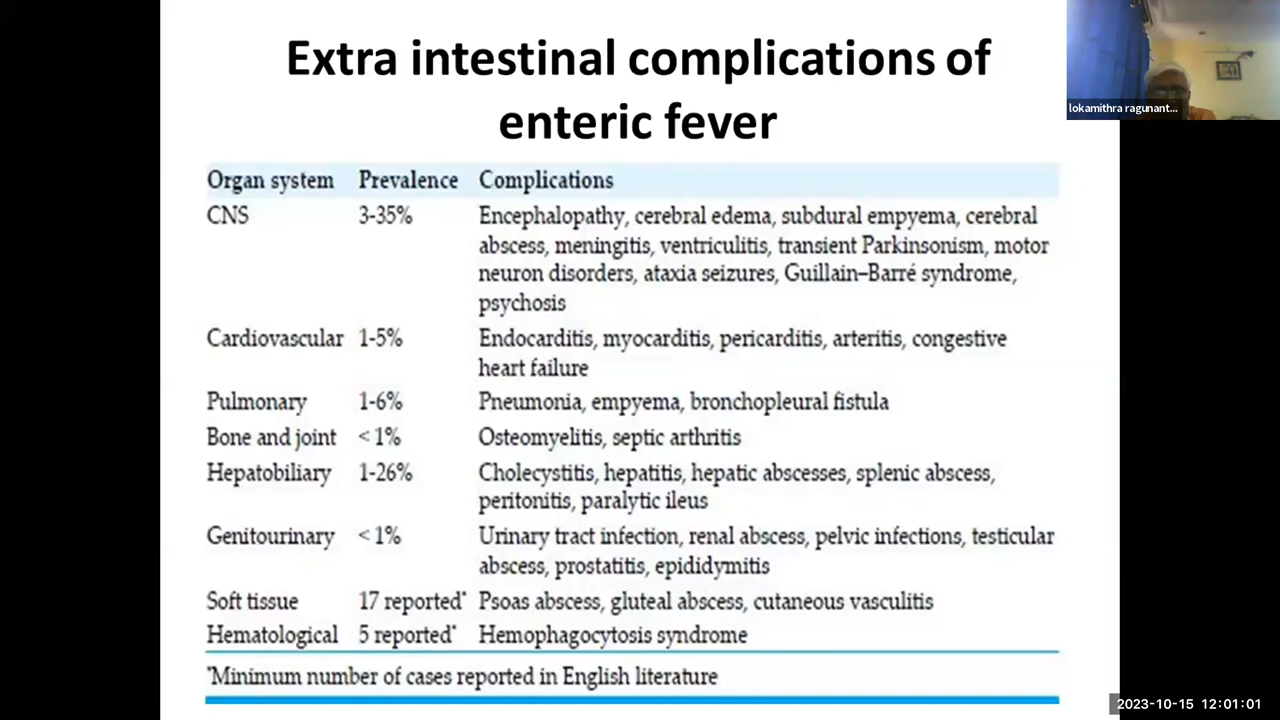 Extra intestinal complications of
enteric fever
lokamithra ragunant...
Organ system Prevalence Complications
CNS 3-35% Encephalopathy, cerebral edema, subdural empyema, cerebral
abscess, meningitis, ventriculitis, transient Parkinsonism, motor
neuron disorders, ataxia seizures, Guillain–Barré syndrome,
psychosis
Cardiovascular 1-5% Endocarditis, myocarditis, pericarditis, arteritis, congestive
heart failure
Pulmonary 1-6% Pneumonia, empyema, bronchopleural fistula
Bone and joint < 1% Osteomyelitis, septic arthritis
Hepatobiliary 1-26% Cholecystitis, hepatitis, hepatic abscesses, splenic abscess,
peritonitis, paralytic ileus
Genitourinary < 1% Urinary tract infection, renal abscess, pelvic infections, testicular
abscess, prostatitis, epididymitis
Soft tissue 17 reported* Psoas abscess, gluteal abscess, cutaneous vasculitis
Hematological 5 reported* Hemophagocytosis syndrome
*Minimum number of cases reported in English literature
2023-10-15 12:01:01